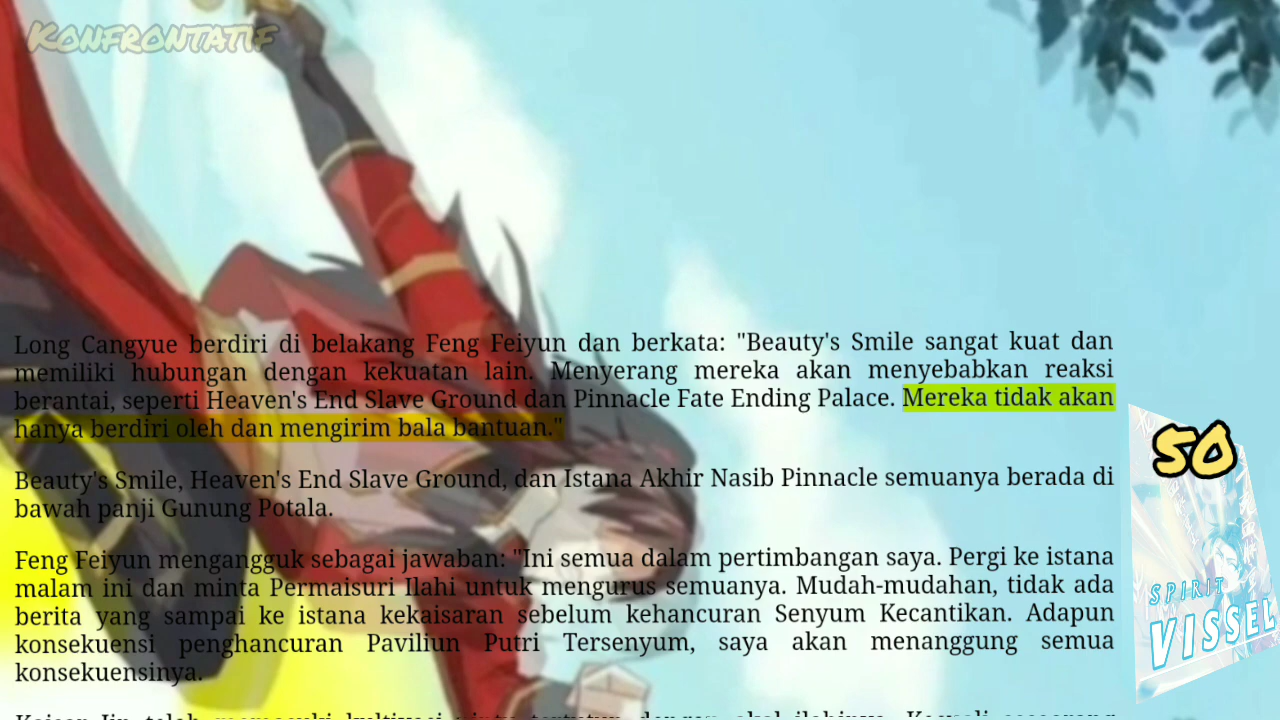 Konfrontatif
Long Cangyue berdiri di belakang Feng Feiyun dan berkata: "Beauty's Smile sangat kuat dan
memiliki hubungan dengan kekuatan lain. Menyerang mereka akan menyebabkan reaksi
berantai, seperti Heaven's End Slave Ground dan Pinnacle Fate Ending Palace. Mereka tidak akan
hanya berdiri oleh dan mengirim bala bantuan."
Beauty's Smile, Heaven's End Slave Ground, dan Istana Akhir Nasib Pinnacle semuanya berada di
bawah panji Gunung Potala.
Feng Feiyun mengangguk sebagai jawaban: "Ini semua dalam pertimbangan saya. Pergi ke istana
malam ini dan minta Permaisuri Ilahi untuk mengurus semuanya. Mudah-mudahan, tidak ada
berita yang sampai ke istana kekaisaran sebelum kehancuran Senyum Kecantikan. Adapun
konsekuensi penghancuran Paviliun Putri Tersenyum, saya akan menanggung semua
konsekuensinya.
50
SPIRIT
VISSEL